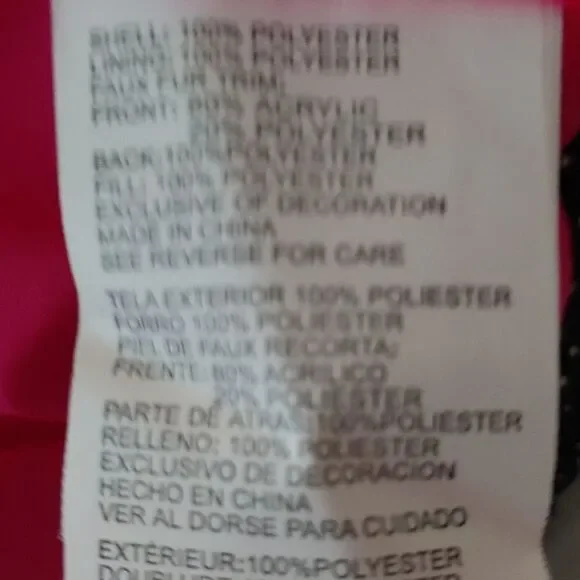 SHELL: 100% POLYESTER
LINING: 100% POLYESTER
FAUX FUR TRIM:
FRONT: 80% ACRYLIC
20% POLYESTER
BACK:100%POLYESTER
FILL: 100% POLYESTER
EXCLUSIVE OF DECORATION
MADE IN CHINA
SEE REVERSE FOR CARE
TELA EXTERIOR 100% POLIESTER
FORRO 100% POLIESTER
PIEL DE FAUX RECORTA;
FRENTE:80% ACRILICO
20% POLIESTER
PARTE DE ATRAS:100%POLIESTER
RELLENO: 100% POLIESTER
EXCLUSIVO DE DECORACION
HECHO EN CHINA
VER AL DORSE PARA CUIDADO
EXTÉRIEUR:100%POLYESTER